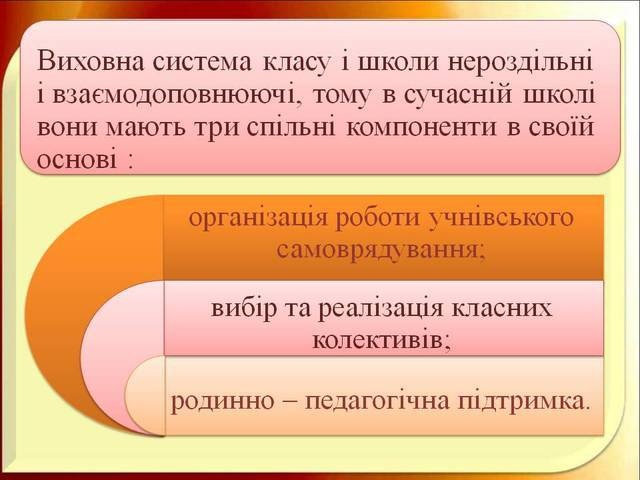 Виховна система класу і школи нероздільні
і взаємодоповнюючі, тому в сучасній школі
вони мають три спільні компоненти в своїй
основі :
організація роботи учнівського
самоврядування;
вибір та реалізація класних
колективів;
родинно – педагогічна підтримка.